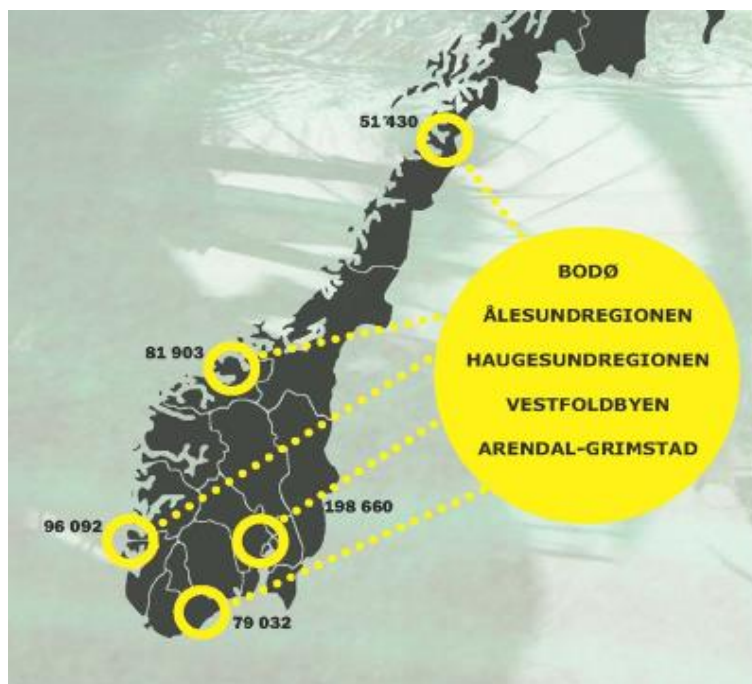 51 430
BODØ
ÅLESUNDREGIONEN
81 903
HAUGESUNDREGIONEN
VESTFOLDBYEN
ARENDAL-GRIMSTAD
198 660
96 092
79 032